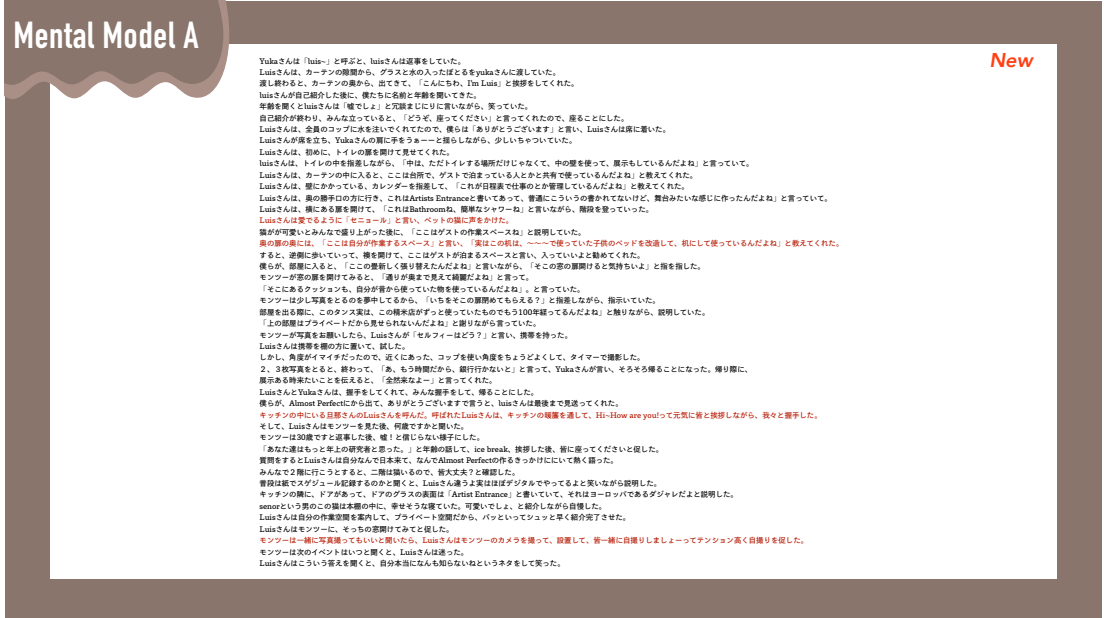 Mental Model A
New
Yukaさんは「luis~」と呼ぶと、luisさんは返事をしていた。
Luisさんは、カーテンの隙間から、グラスと水の入ったぼとるをyukaさんに渡していた。
渡し終わると、カーテンの奥から、出てきて、「こんにちわ、I'm Luis」と挨拶をしてくれた。
luisさんが自己紹介した後に、僕たちに名前と年齢を聞いてきた。
年齢を聞くとluisさんは「嘘でしょ」と冗談まじにりに言いながら、笑っていた。
自己紹介が終わり、みんな立っていると、「どうぞ、座ってください」と言ってくれたので、座ることにした。
Luisさんは、全員のコップに水を注いでくれてたので、僕らは「ありがとうございます」と言い、Luisさんは席に着いた。
Luisさんが席を立ち、Yukaさんの肩に手をうぁーーと揺らしながら、少しいちゃついていた。
Luisさんは、初めに、トイレの扉を開けて見せてくれた。
luisさんは、トイレの中を指差しながら、「中は、ただトイレする場所だけじゃなくて、中の壁を使って、展示もしているんだよね」と言っていて。
Luisさんは、カーテンの中に入ると、ここは台所で、ゲストで泊まっている人とかと共有で使っているんだよね」と教えてくれた。
Luisさんは、壁にかかっている、カレンダーを指差して、「これが日程表で仕事のとか管理しているんだよね」と教えてくれた。
Luisさんは、奥の勝手口の方に行き、これはArtists Entranceと書いてあって、普通にこういうの書かれてないけど、舞台みたいな感じに作ったんだよね」と言っていて。
Luisさんは、横にある扉を開けて、「これはBathroomね、簡単なシャワーね」と言いながら、階段を登っていった。
Luisさんは愛でるように「セニョール」と言い、ペットの猫に声をかけた。
猫がが可愛いとみんなで盛り上がった後に、「ここはゲストの作業スペースね」と説明していた。
奥の扉の奥には、「ここは自分が作業するスペース」と言い、「実はこの机は、～～～で使っていた子供のベッドを改造して、机にして使っているんだよね」と教えてくれた。
すると、逆側に歩いていって、襖を開けて、ここはゲストが泊まるスペースと言い、入っていいよと勧めてくれた。
僕らが、部屋に入ると、「ここの畳新しく張り替えたんだよね」と言いながら、「そこの窓の扉開けると気持ちいよ」と指を指した。
モンツーが窓の扉を開けてみると、「通りが奥まで見えて綺麗だよね」と言って。
「そこにあるクッションも、自分が昔から使っていた物を使っているんだよね」。と言っていた。
モンツーは少し写真をとるのを夢中してるから、「いちをそこの扉閉めてもらえる？」と指差しながら、指示いていた。
部屋を出る際に、このタンス実は、この精米店がずっと使っていたものでもう100年経ってるんだよね」と触りながら、説明していた。
「上の部屋はプライベートだから見せられないんだよね」と謝りながら言っていた。
モンツーが写真をお願いしたら、Luisさんが「セルフィーはどう？」と言い、携帯を持った。
Luisさんは携帯を棚の方に置いて、試した。
しかし、角度がイマイチだったので、近くにあった、コップを使い角度をちょうどよくして、タイマーで撮影した。
２、３枚写真をとると、終わって、「あ、もう時間だから、銀行行かないと」と言って、Yukaさんが言い、そろそろ帰ることになった。帰り際に、
展示ある時来たいことを伝えると、「全然来なよー」と言ってくれた。
LuisさんとYukaさんは、握手をしてくれて、みんな握手をして、帰ることにした。
僕らが、Almost Perfectにから出て、ありがとうございますで言うと、luisさんは最後まで見送ってくれた。
キッチンの中にいる旦那さんのLuisさんを呼んだ。呼ばれたLuisさんは、キッチンの暖簾を通して、Hi~How are you!って元気に皆と挨拶しながら、我々と握手した。
そして、Luisさんはモンツーを見た後、何歳ですかと聞いた。
モンツーは30歳ですと返事した後、嘘！と信じらない様子にした。
「あなた達はもっと年上の研究者と思った。」と年齢の話して、ice break、挨拶した後、皆に座ってくださいと促した。
質問をするとLuisさんは自分なんで日本来て、なんでAlmost Perfectの作るきっかけににいて熱く語った。
みんなで２階に行こうとすると、二階は猫いるので、皆大丈夫？と確認した。
普段は紙でスゲジュール記録するのかと聞くと、Luisさん違うよ実はほぼデジタルでやってるよと笑いながら説明した。
キッチンの隣に、ドアがあって、ドアのグラスの表面は「Artist Entrance」と書いていて、それはヨーロッパであるダジャレだよと説明した。
senorという男のこの猫は本棚の中に、幸せそうな寝ていた。可愛いでしょ、と紹介しながら自慢した。
Luisさんは自分の作業空間を案内して、プライベート空間だから、パッといってシュッと早く紹介完了させた。
Luisさんはモンツーに、そっちの窓開けてみてと促した。
モンツーは一緒に写真撮ってもいいと聞いたら、Luisさんはモンツーのカメラを撮って、設置して、皆一緒に自撮りしましょーってテンション高く自撮りを促した。
モンツーは次のイベントはいつと聞くと、Luisさんは迷った。
Luisさんはこういう答えを聞くと、自分本当になんも知らないねというネタをして笑った。